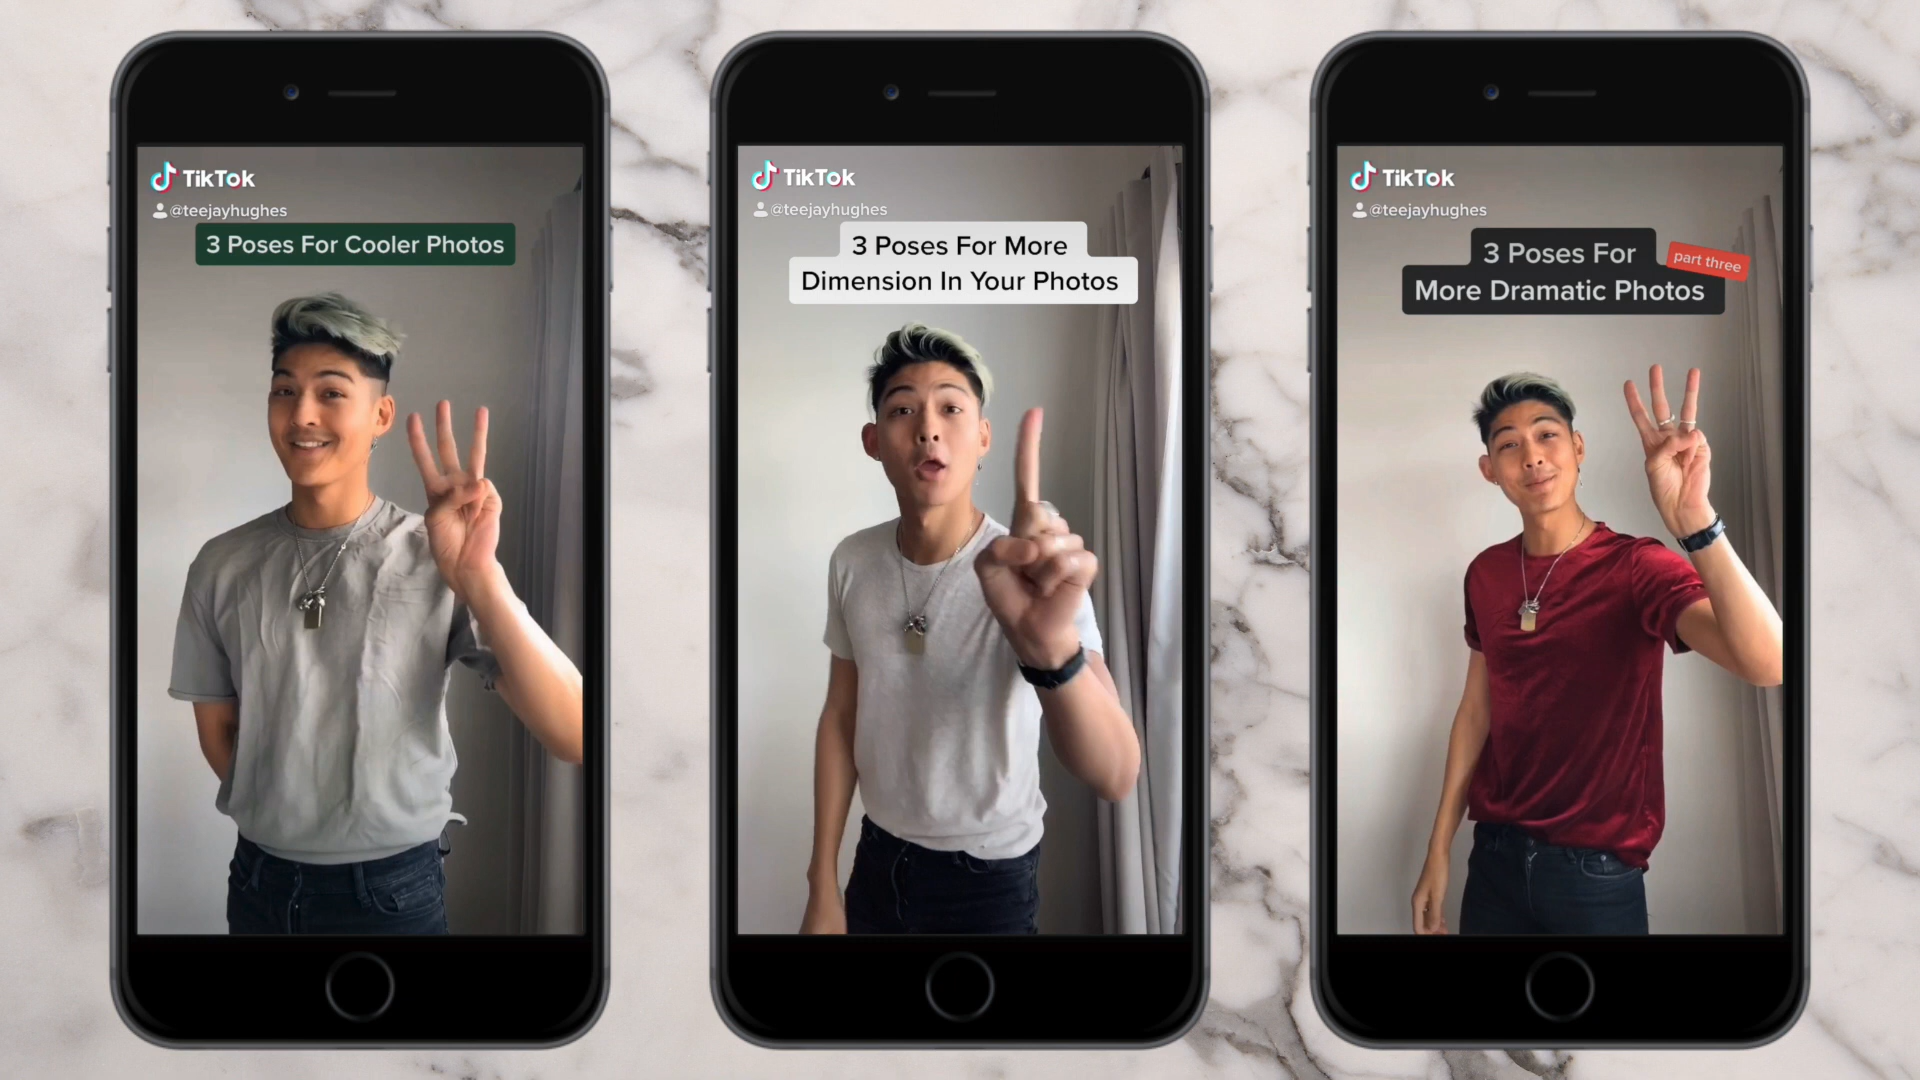 TikTok
@teejayhughes
3 Poses For Cooler Photos
TikTok
@teejayhughes
3 Poses For More
Dimension In Your Photos
TikTok
@teejayhughes
3 Poses For
More Dramatic Photos
part three